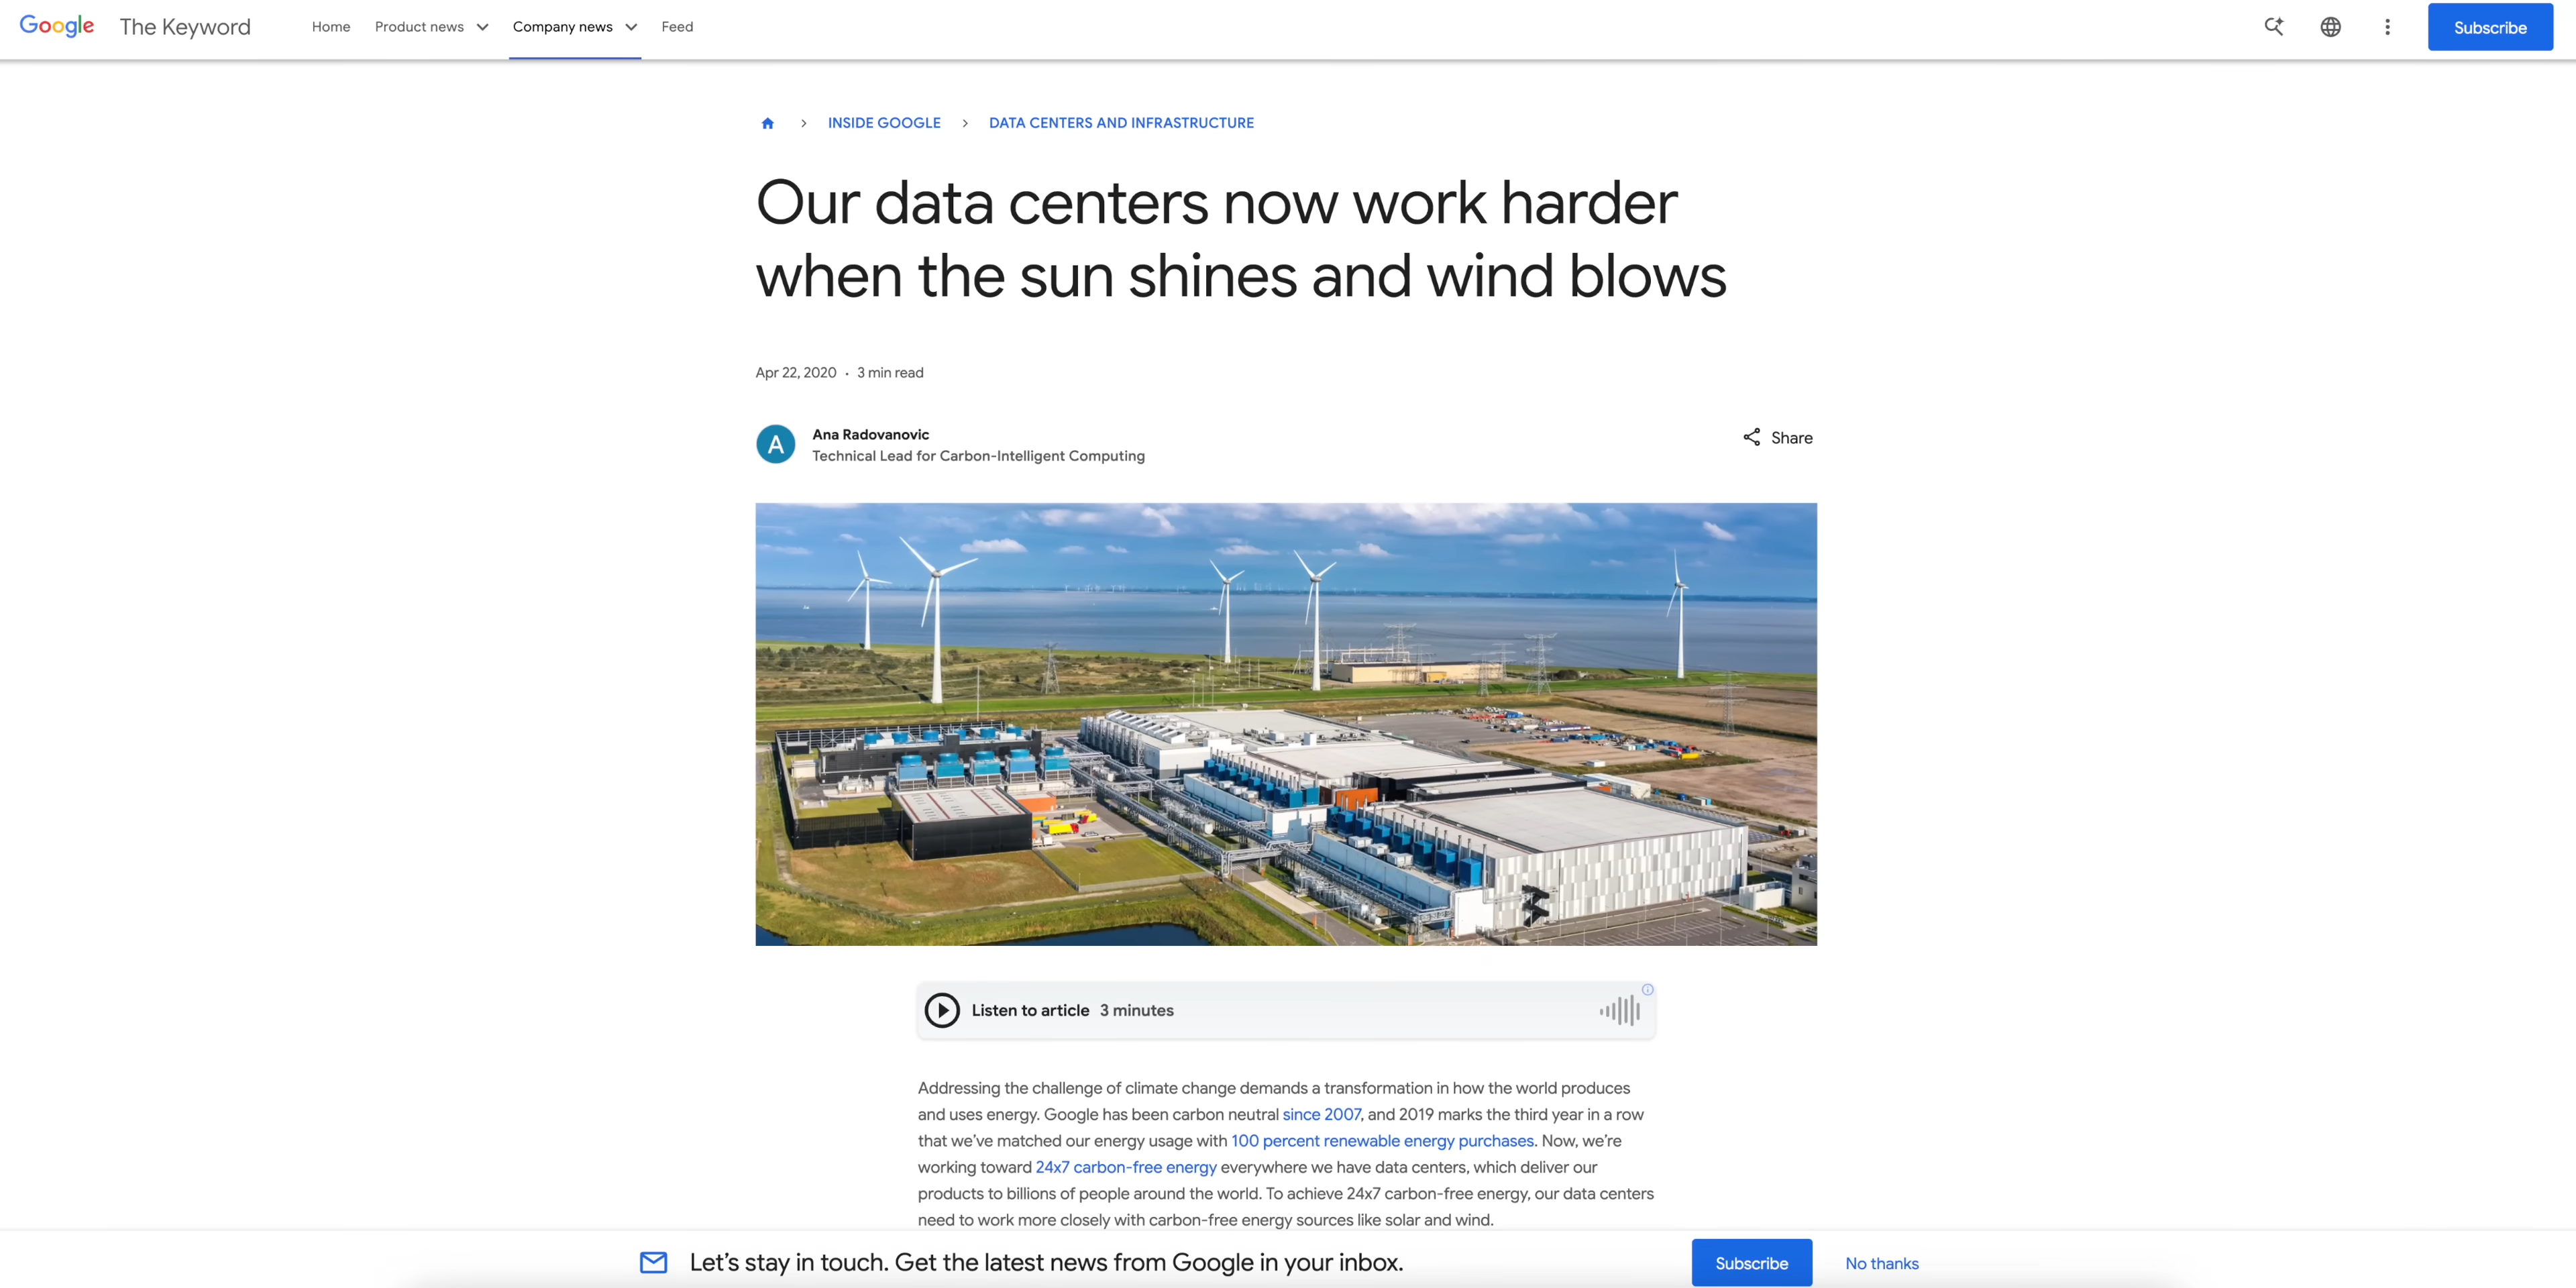 Google The Keyword Home Product news Company news Feed Subscribe
INSIDE GOOGLE DATA CENTERS AND INFRASTRUCTURE
Our data centers now work harder
when the sun shines and wind blows
Apr 22, 2020 · 3 min read
A
Ana Radovanovic
Technical Lead for Carbon-Intelligent Computing
Share
Listen to article 3 minutes
Addressing the challenge of climate change demands a transformation in how the world produces
and uses energy. Google has been carbon neutral since 2007, and 2019 marks the third year in a row
that we’ve matched our energy usage with 100 percent renewable energy purchases. Now, we’re
working toward 24x7 carbon-free energy everywhere we have data centers, which deliver our
products to billions of people around the world. To achieve 24x7 carbon-free energy, our data centers
need to work more closely with carbon-free energy sources like solar and wind.
Let’s stay in touch. Get the latest news from Google in your inbox. Subscribe No thanks